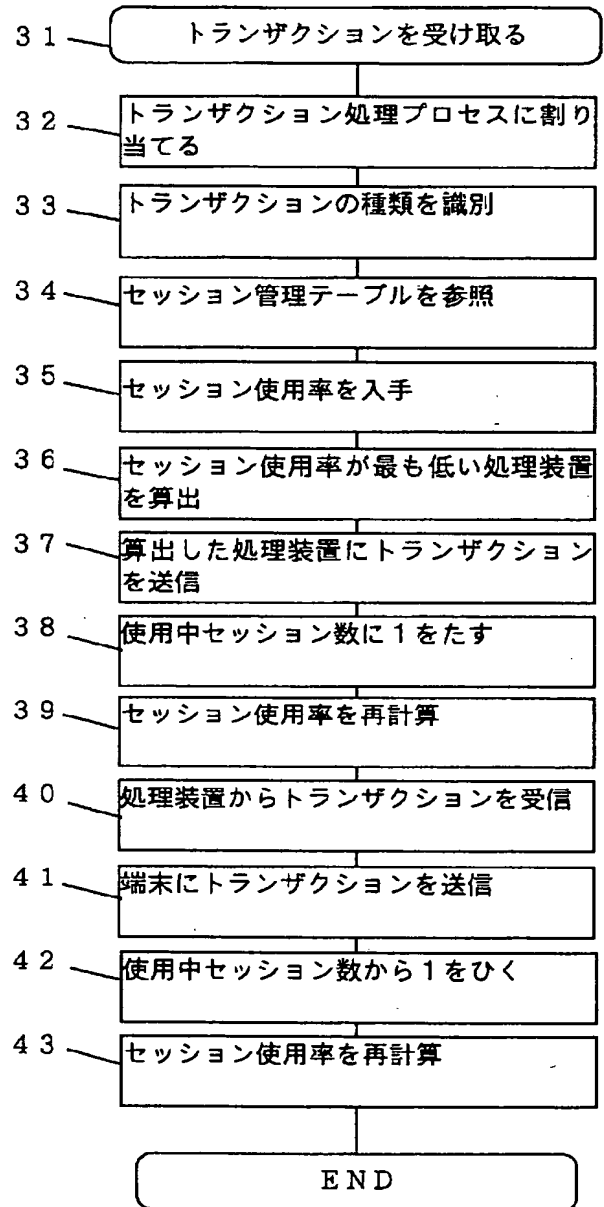 31 トランザクションを受け取る
32 トランザクション処理プロセスに割り
当てる
33 トランザクションの種類を識別
34 セッション管理テーブルを参照
35 セッション使用率を入手
36 セッション使用率が最も低い処理装置
を算出
37 算出した処理装置にトランザクション
を送信
38 使用中セッション数に1をたす
39 セッション使用率を再計算
40 処理装置からトランザクションを受信
41 端末にトランザクションを送信
42 使用中セッション数から1をひく
43 セッション使用率を再計算
END